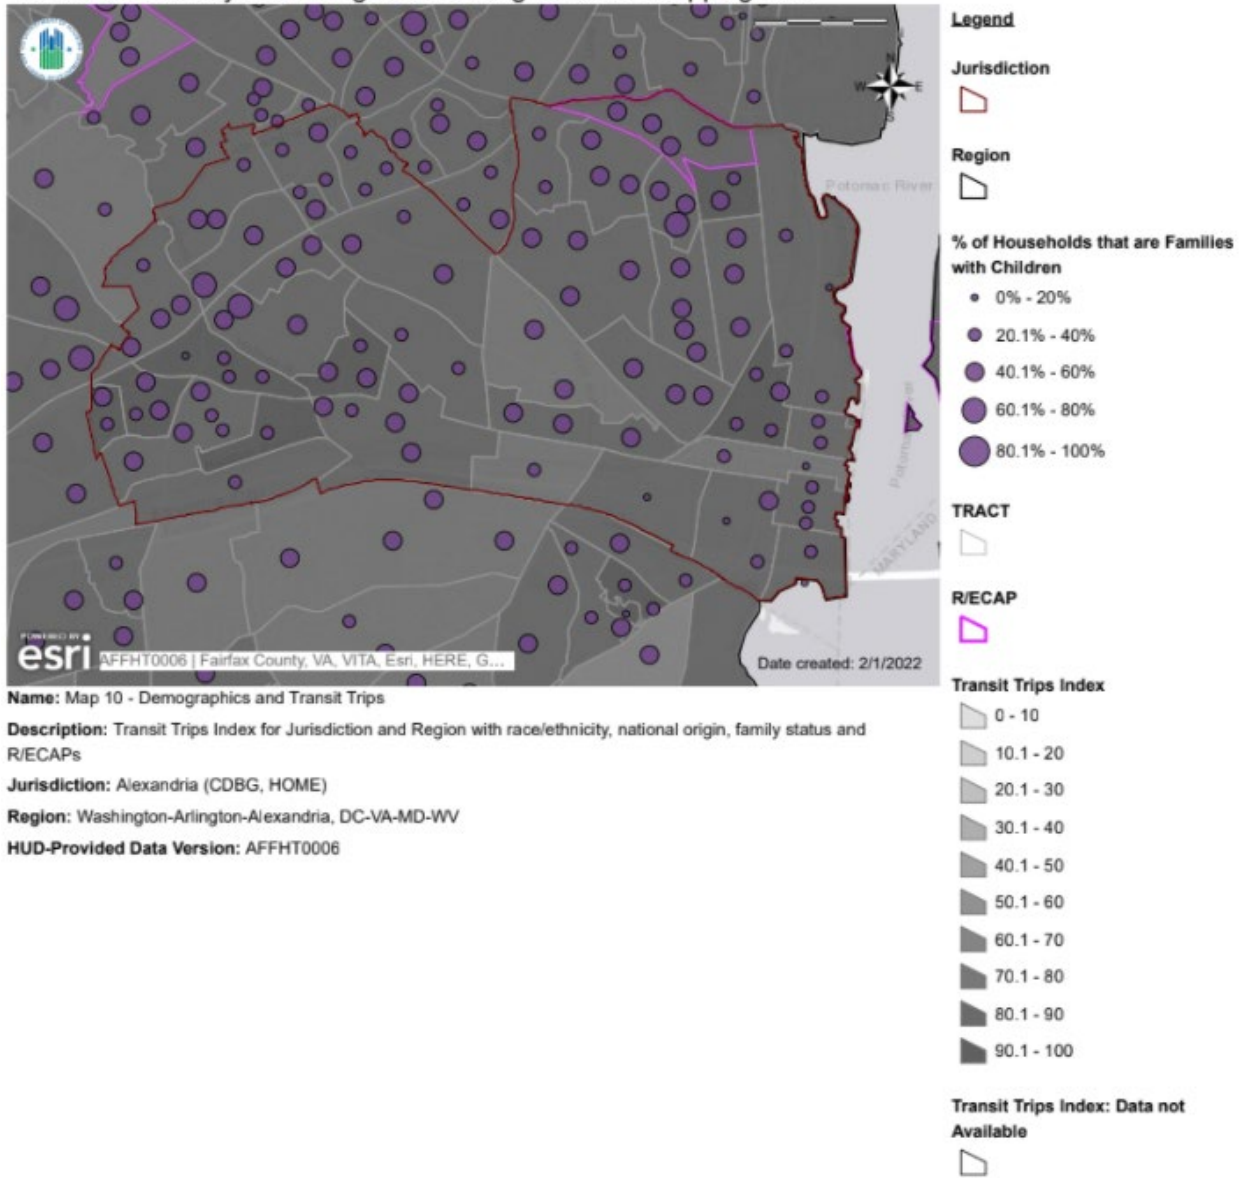 Legend
Jurisdiction
Region
% of Households that are Families
with Children
0% - 20%
20.1% - 40%
40.1% - 60%
60.1% - 80%
80.1% - 100%
TRACT
R/ECAP
Transit Trips Index
0 - 10
10.1 - 20
20.1 - 30
30.1 - 40
40.1 - 50
50.1 - 60
60.1 - 70
70.1 - 80
80.1 - 90
90.1 - 100
Transit Trips Index: Data not
Available
N
W E
S
Potomac River
Potomac River
MARYLAND
POWERED BY
esri
AFFHT0006 | Fairfax County, VA, VITA, Esri, HERE, G...
Date created: 2/1/2022
Name: Map 10 - Demographics and Transit Trips
Description: Transit Trips Index for Jurisdiction and Region with race/ethnicity, national origin, family status and
R/ECAPs
Jurisdiction: Alexandria (CDBG, HOME)
Region: Washington-Arlington-Alexandria, DC-VA-MD-WV
HUD-Provided Data Version: AFFHT0006